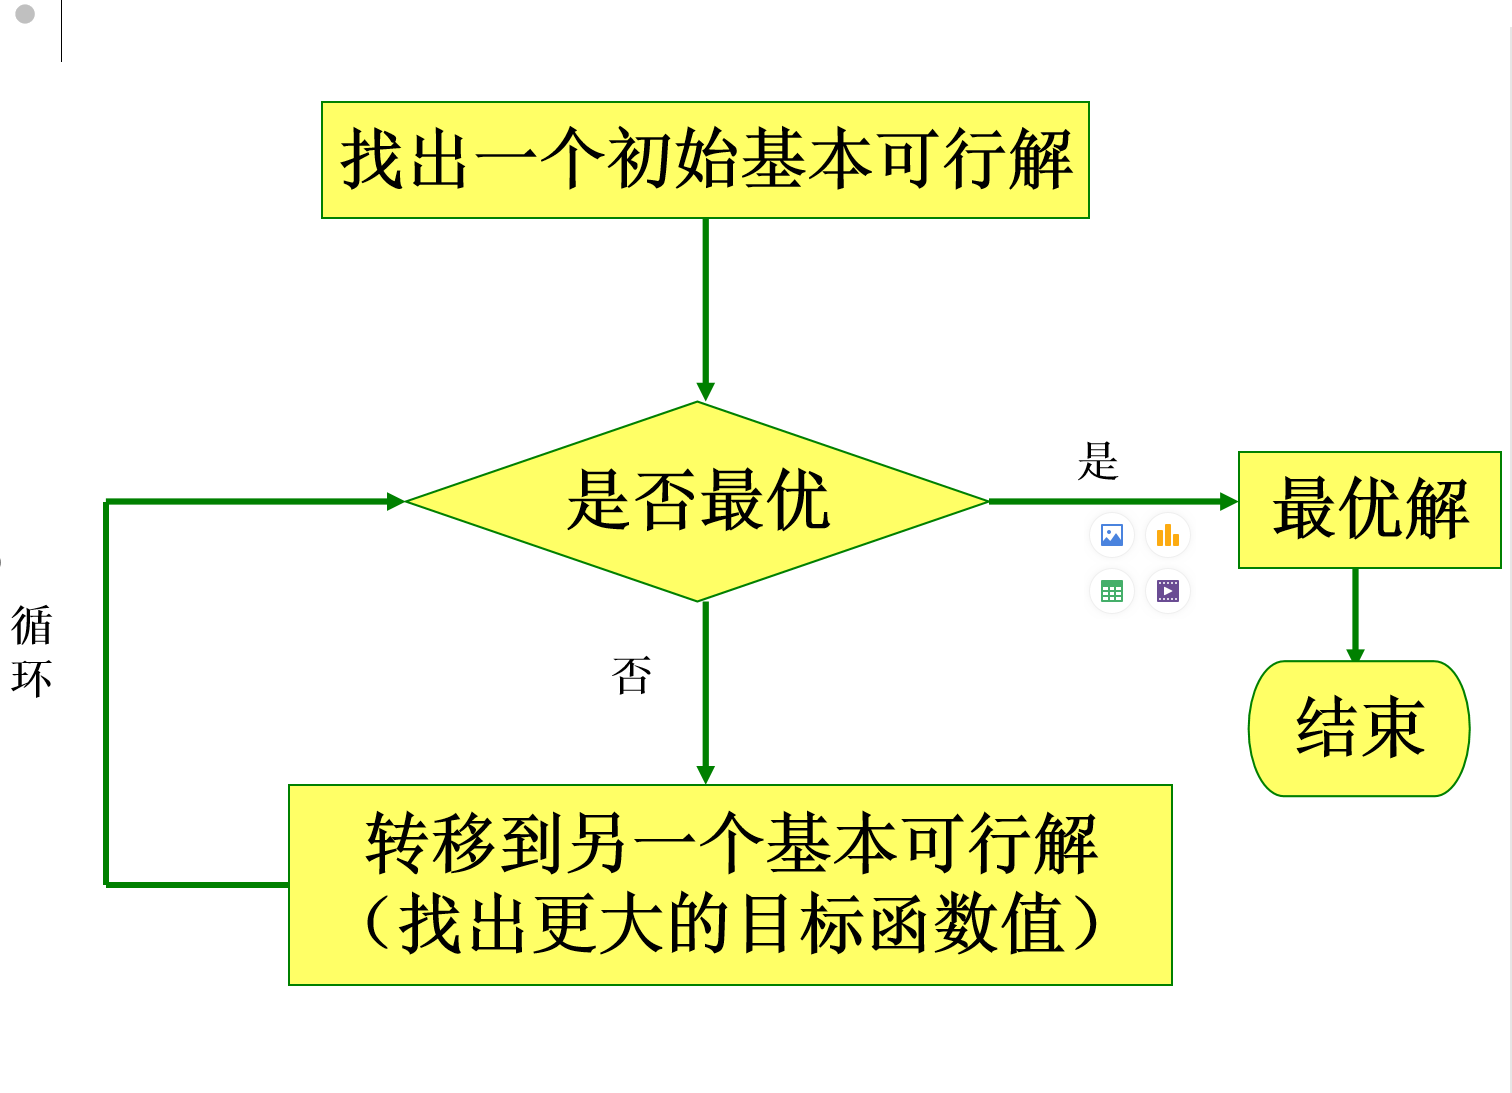 找出一个初始基本可行解
是否最优
是
最优解
循
环
否
结束
转移到另一个基本可行解
（找出更大的目标函数值）